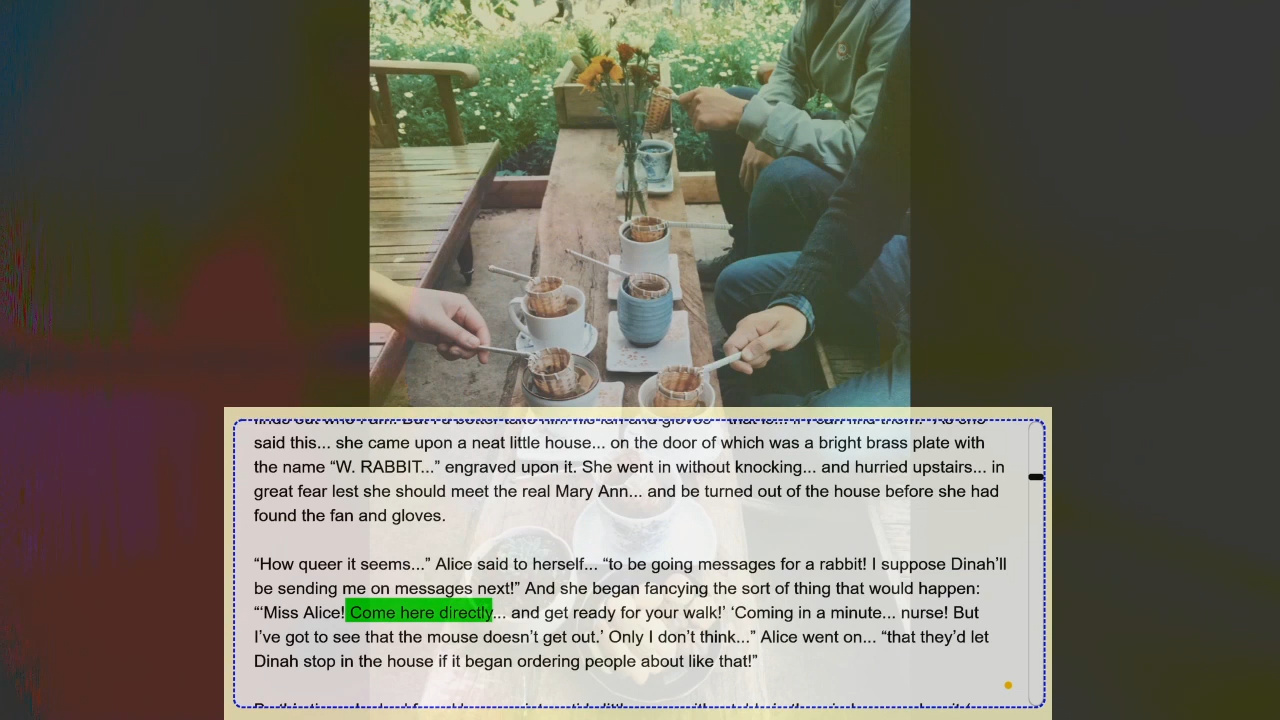 said this... she came upon a neat little house... on the door of which was a bright brass plate with
the name “W. RABBIT...” engraved upon it. She went in without knocking... and hurried upstairs... in
great fear lest she should meet the real Mary Ann... and be turned out of the house before she had
found the fan and gloves.
“How queer it seems...” Alice said to herself... “to be going messages for a rabbit! I suppose Dinah’ll
be sending me on messages next!” And she began fancying the sort of thing that would happen:
“‘Miss Alice! Come here directly... and get ready for your walk!’ ‘Coming in a minute... nurse! But
I’ve got to see that the mouse doesn’t get out.’ Only I don’t think...” Alice went on... “that they’d let
Dinah stop in the house if it began ordering people about like that!”